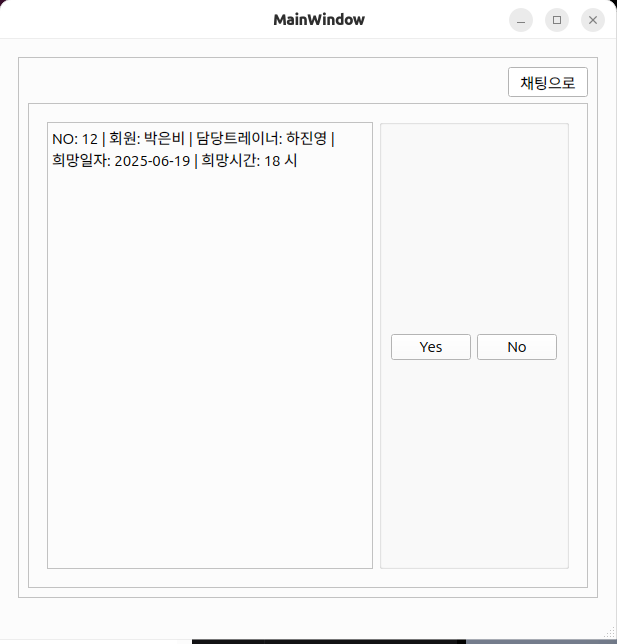 MainWindow
채팅으로
NO: 12 | 회원: 박은비 | 담당트레이너: 하진영 |
희망일자: 2025-06-19 | 희망시간: 18 시
Yes
No